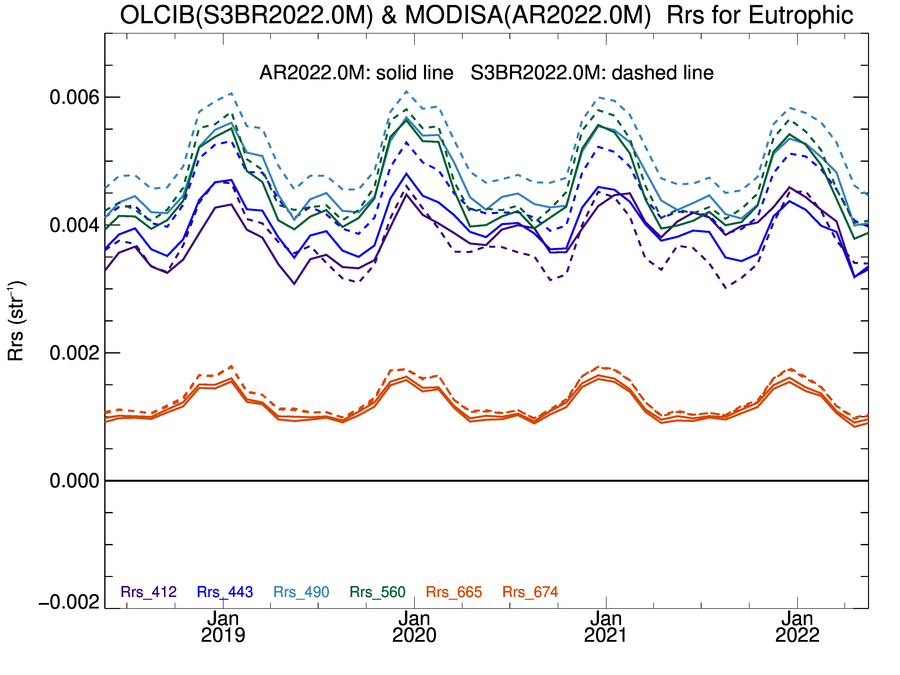 OLCIB(S3BR2022.0M) & MODISA(AR2022.0M) Rrs for Eutrophic
AR2022.0M: solid line S3BR2022.0M: dashed line
0.006
0.004
0.002
0.000
−0.002
Rrs (str⁻¹)
Rrs_412 Rrs_443 Rrs_490 Rrs_560 Rrs_665 Rrs_674
Jan Jan Jan Jan
2019 2020 2021 2022